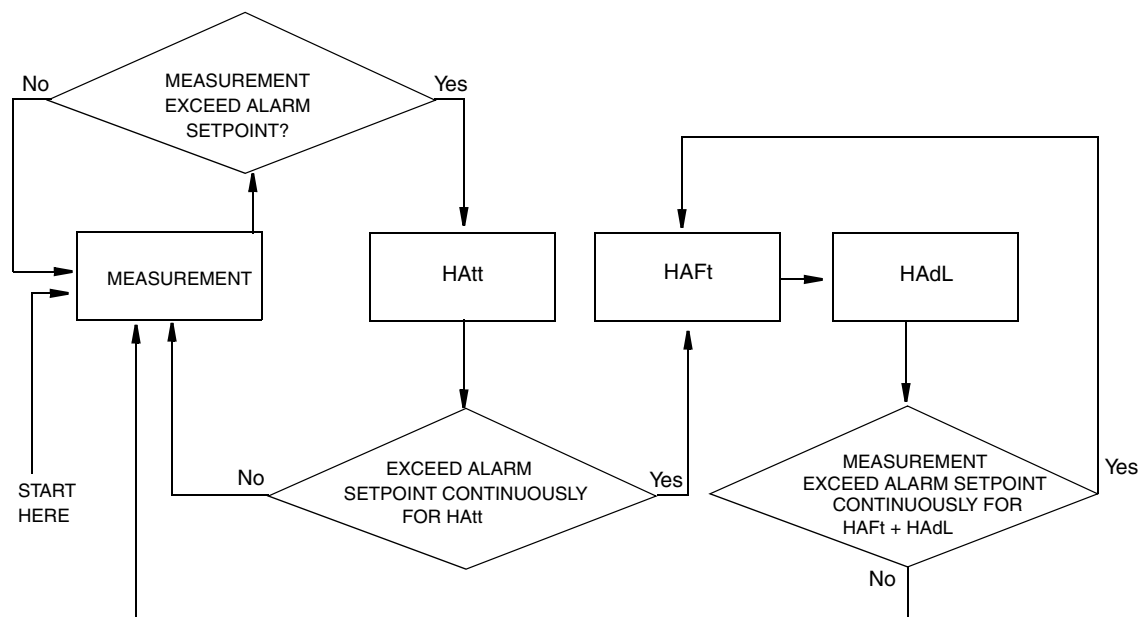 No
MEASUREMENT
EXCEED ALARM
SETPOINT?
Yes
MEASUREMENT
HAtt
HAFt
HAdL
START
HERE
No
EXCEED ALARM
SETPOINT CONTINUOUSLY
FOR HAtt
Yes
MEASUREMENT
EXCEED ALARM SETPOINT
CONTINUOUSLY FOR
HAFt + HAdL
Yes
No